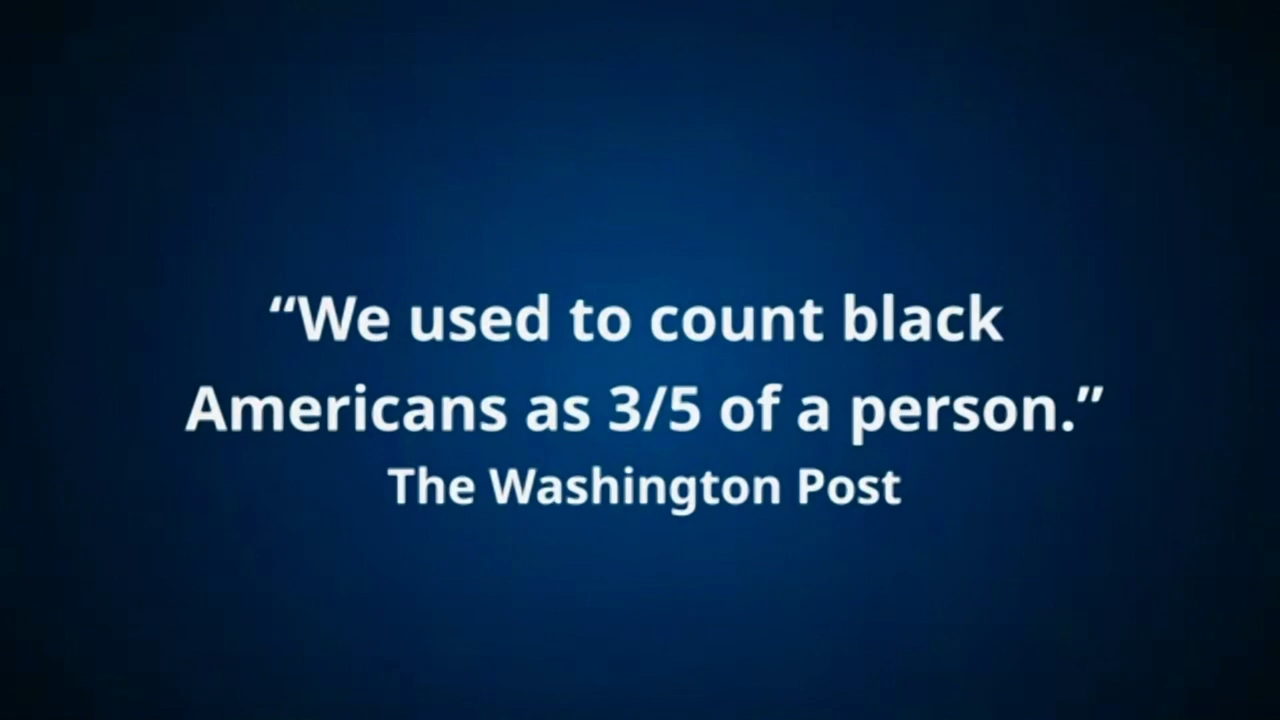 “We used to count black
Americans as 3/5 of a person.”
The Washington Post